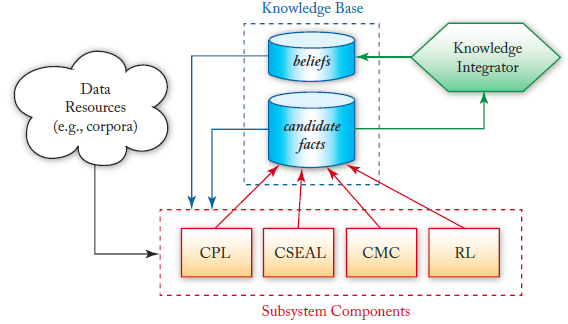 Knowledge Base
beliefs
Knowledge
Integrator
Data
Resources
(e.g., corpora)
candidate
facts
CPL
CSEAL
CMC
RL
Subsystem Components